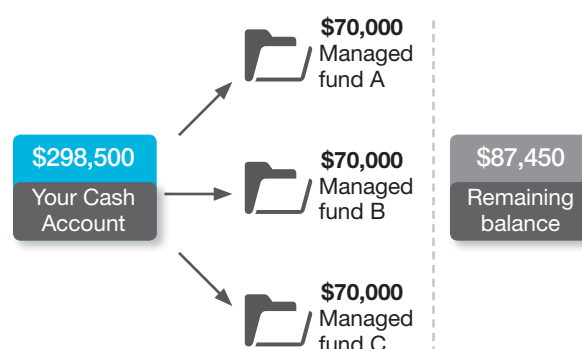 $70,000
Managed
fund A
$298,500
Your Cash
Account
$70,000
Managed
fund B
$87,450
Remaining
balance
$70,000
Managed
fund C